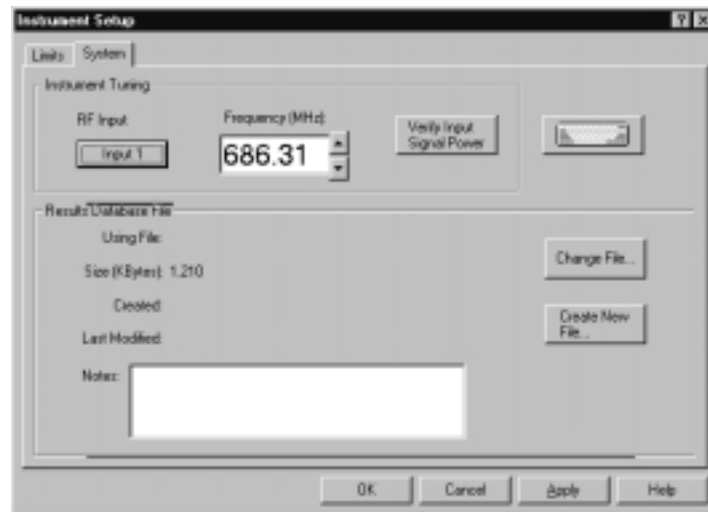 Instrument Setup
Limits System
Instrument Tuning
RF Input
Input 1
Frequency (MHz):
686.31
Verify Input
Signal Power
Results Database File
Using File:
Size (KBytes): 1.210
Created:
Last Modified:
Notes:
Change File...
Create New
File...
OK Cancel Apply Help